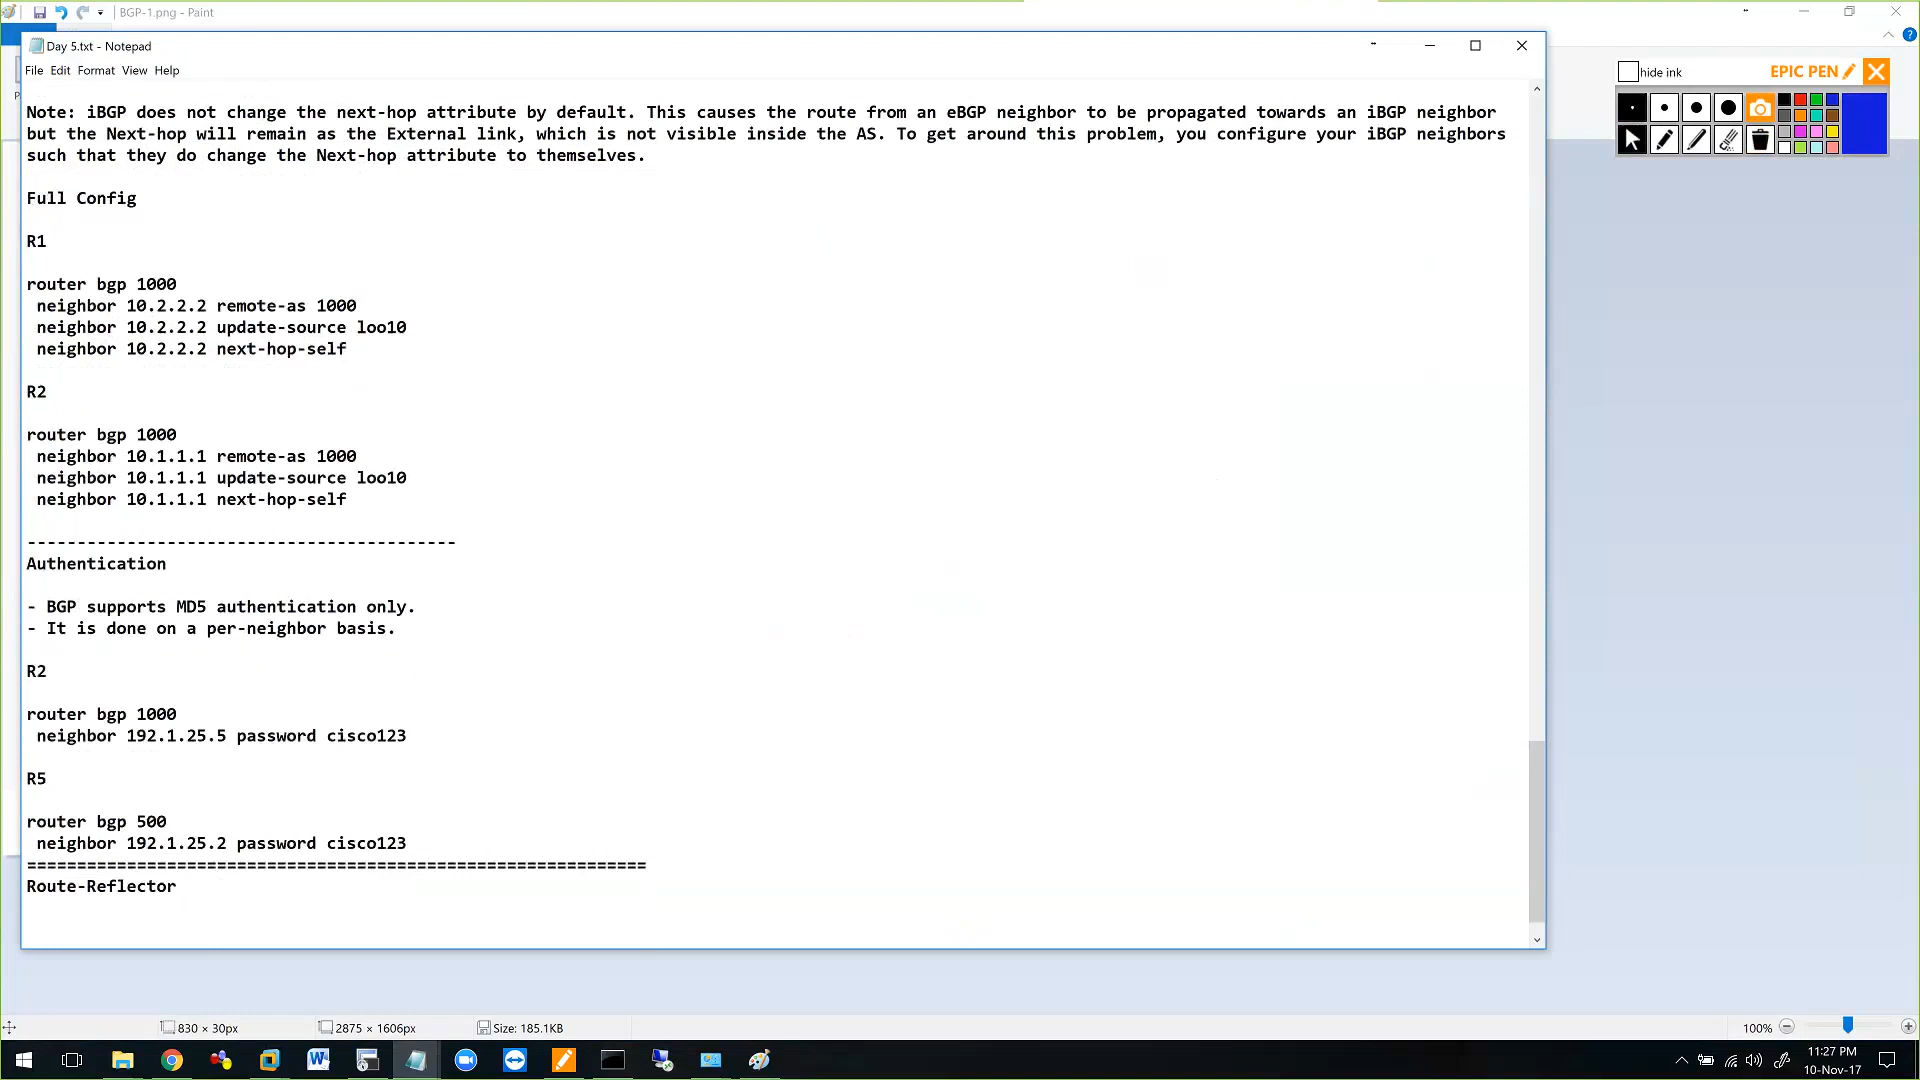 BGP-1.png - Paint
Day 5.txt - Notepad
File Edit Format View Help
hide ink
EPIC PEN
Note: iBGP does not change the next-hop attribute by default. This causes the route from an eBGP neighbor to be propagated towards an iBGP neighbor
but the Next-hop will remain as the External link, which is not visible inside the AS. To get around this problem, you configure your iBGP neighbors
such that they do change the Next-hop attribute to themselves.
Full Config
R1
router bgp 1000
neighbor 10.2.2.2 remote-as 1000
neighbor 10.2.2.2 update-source loo10
neighbor 10.2.2.2 next-hop-self
R2
router bgp 1000
neighbor 10.1.1.1 remote-as 1000
neighbor 10.1.1.1 update-source loo10
neighbor 10.1.1.1 next-hop-self
-------------------------------------------
Authentication
- BGP supports MD5 authentication only.
- It is done on a per-neighbor basis.
R2
router bgp 1000
neighbor 192.1.25.5 password cisco123
R5
router bgp 500
neighbor 192.1.25.2 password cisco123
==============================================================
Route-Reflector
830 × 30px
2875 × 1606px
Size: 185.1KB
100%
11:27 PM
10-Nov-17